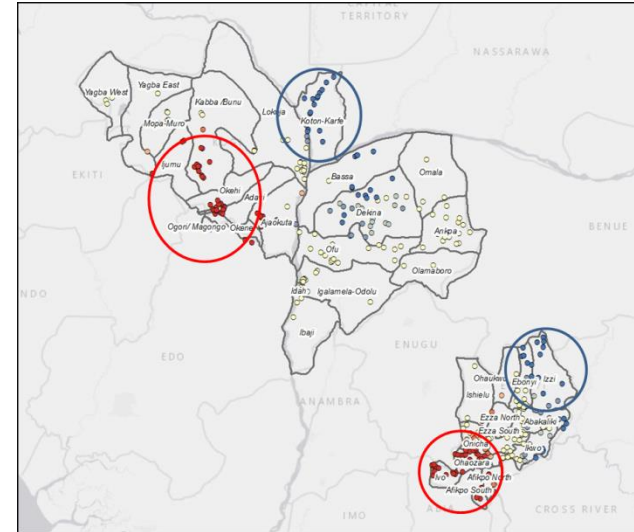 CAPITAL
TERRITORY
NASSARAWA
Yagba West
Yagba East
Kabba /Bunu
Mopa-Muro
Lokoja
Koton-Karfe
Ijumu
EKITI
Okehi
Adavi
Ogori/ Magongo
Okene
Ajaokuta
Bassa
Omala
Dekina
Ankpa
BENUE
Ofu
Olamaboro
Idah
Igalamela-Odolu
Ibaji
NDO
EDO
ENUGU
ANAMBRA
Ohaukwu
Ebonyi
Izzi
Ishielu
Ezza North
Abakaliki
Ezza South
Ikwo
Onicha
Ohaozara
Ivo
Afikpo North
Afikpo South
IMO
CROSS RIVER